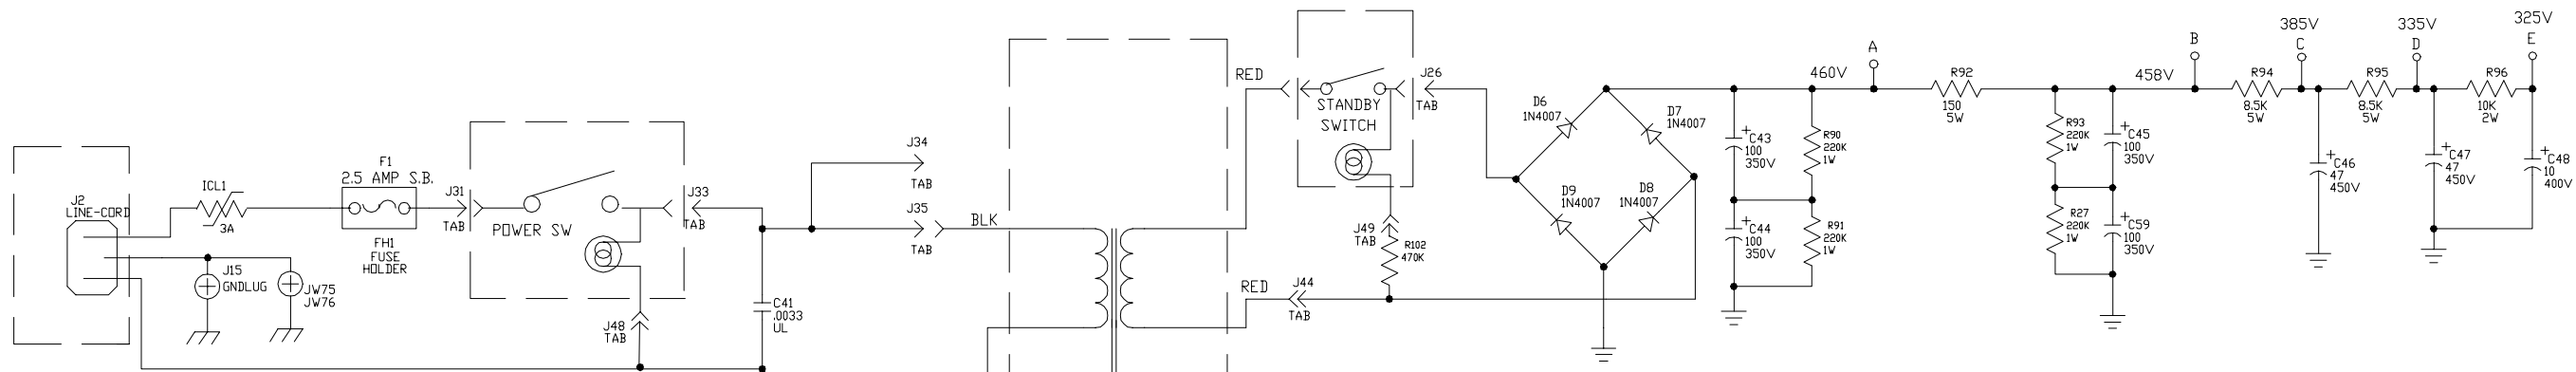 J2
LINE-CORD
ICL1
3A
F1
2.5 AMP S.B.
FH1
FUSE
HOLDER
J15
GNDLUG
JW75
JW76
J31
TAB
POWER SW
J33
TAB
J48
TAB
C41
.0033
UL
J34
TAB
J35
TAB
BLK
RED
STANDBY
SWITCH
J26
TAB
J49
TAB
R102
470K
RED
J44
TAB
D6
1N4007
D7
1N4007
D9
1N4007
D8
1N4007
C43
100
350V
R90
220K
1W
C44
100
350V
R91
220K
1W
460V
A
R92
150
5W
458V
B
R93
220K
1W
C45
100
350V
R27
220K
1W
C59
100
350V
R94
8.5K
5W
385V
C
C46
47
450V
R95
8.5K
5W
335V
D
C47
47
450V
R96
10K
2W
325V
E
C48
10
400V